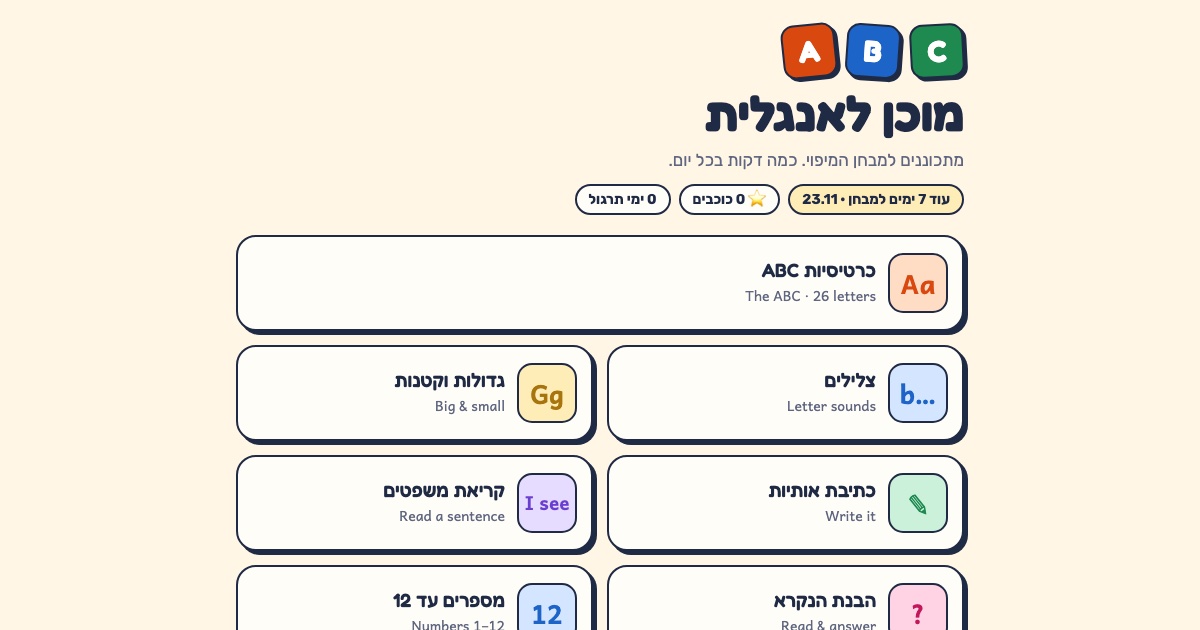 A B C
מוכן לאנגלית
מתכוננים למבחן המיפוי. כמה דקות בכל יום.
עוד 7 ימים למבחן · 23.11
⭐ 0 כוכבים
0 ימי תרגול
Aa
כרטיסיות ABC
The ABC · 26 letters
b...
צלילים
Letter sounds
Gg
גדולות וקטנות
Big & small
✎
כתיבת אותיות
Write it
I see
קריאת משפטים
Read a sentence
?
הבנת הנקרא
Read & answer
12
מספרים עד 12
Numbers 1–12